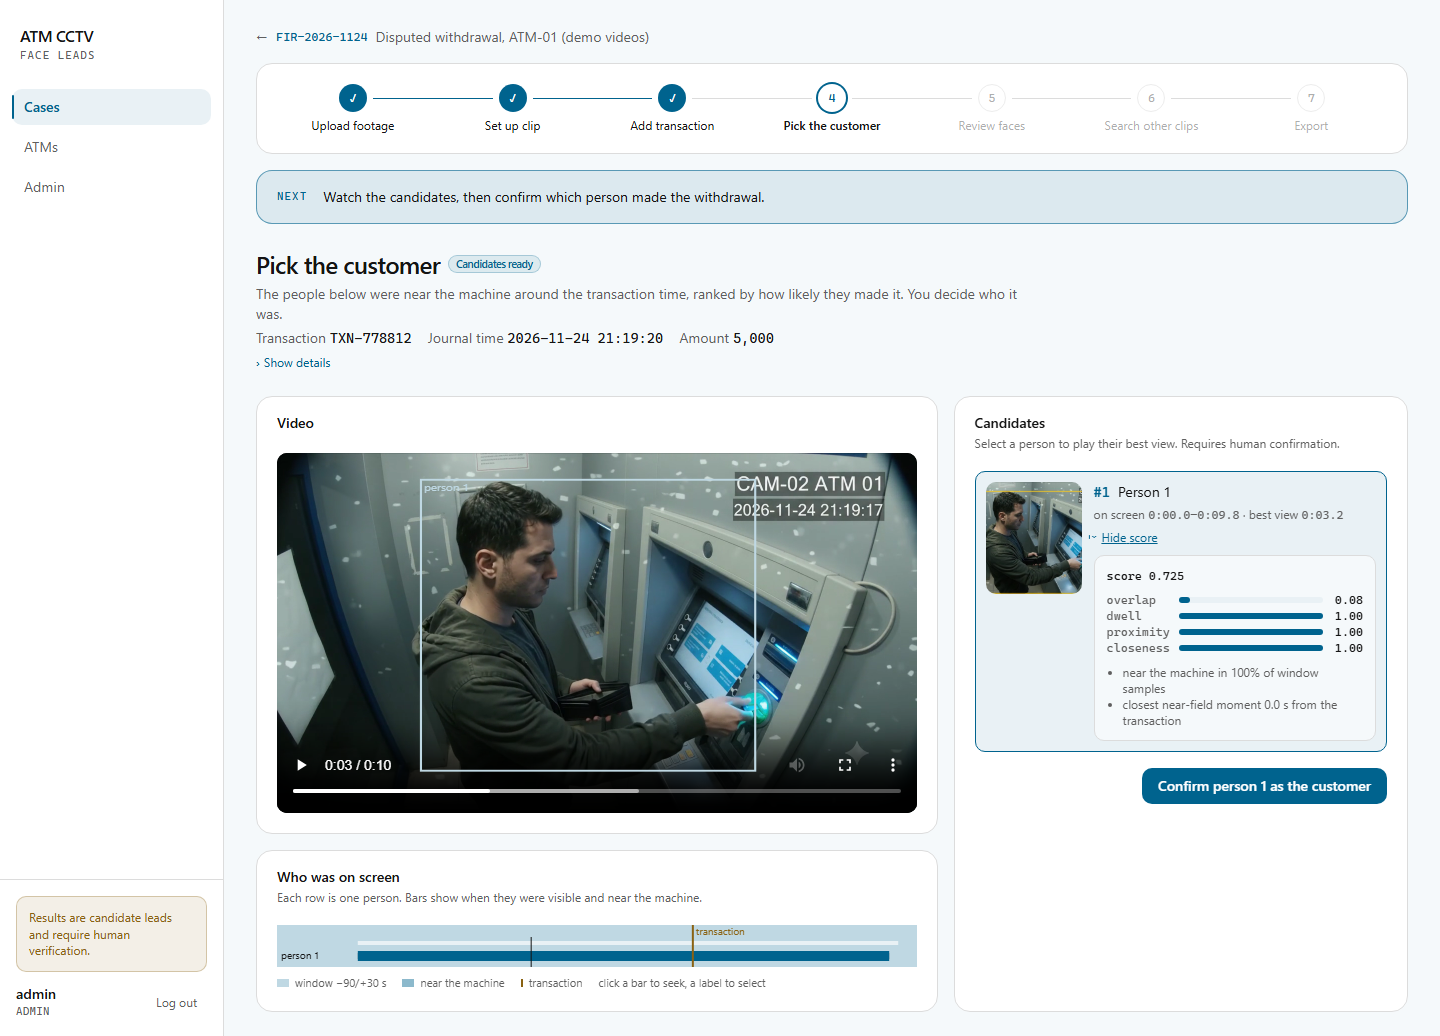 ATM CCTV
FACE LEADS
Cases
ATMs
Admin
← FIR-2026-1124 Disputed withdrawal, ATM-01 (demo videos)
✓ ✓ ✓ 4 5 6 7
Upload footage Set up clip Add transaction Pick the customer Review faces Search other clips Export
NEXT Watch the candidates, then confirm which person made the withdrawal.
Pick the customer Candidates ready
The people below were near the machine around the transaction time, ranked by how likely they made it. You decide who it
was.
Transaction TXN-778812 Journal time 2026-11-24 21:19:20 Amount 5,000
› Show details
Video
person 1
CAM-02 ATM 01
2026-11-24 21:19:17
0:03 / 0:10
Who was on screen
Each row is one person. Bars show when they were visible and near the machine.
transaction
person 1
window −90/+30 s near the machine transaction click a bar to seek, a label to select
Candidates
Select a person to play their best view. Requires human confirmation.
#1 Person 1
on screen 0:00.0–0:09.8 · best view 0:03.2
Hide score
score 0.725
overlap 0.08
dwell 1.00
proximity 1.00
closeness 1.00
• near the machine in 100% of window
samples
• closest near-field moment 0.0 s from the
transaction
Confirm person 1 as the customer
Results are candidate leads
and require human
verification.
admin
ADMIN
Log out